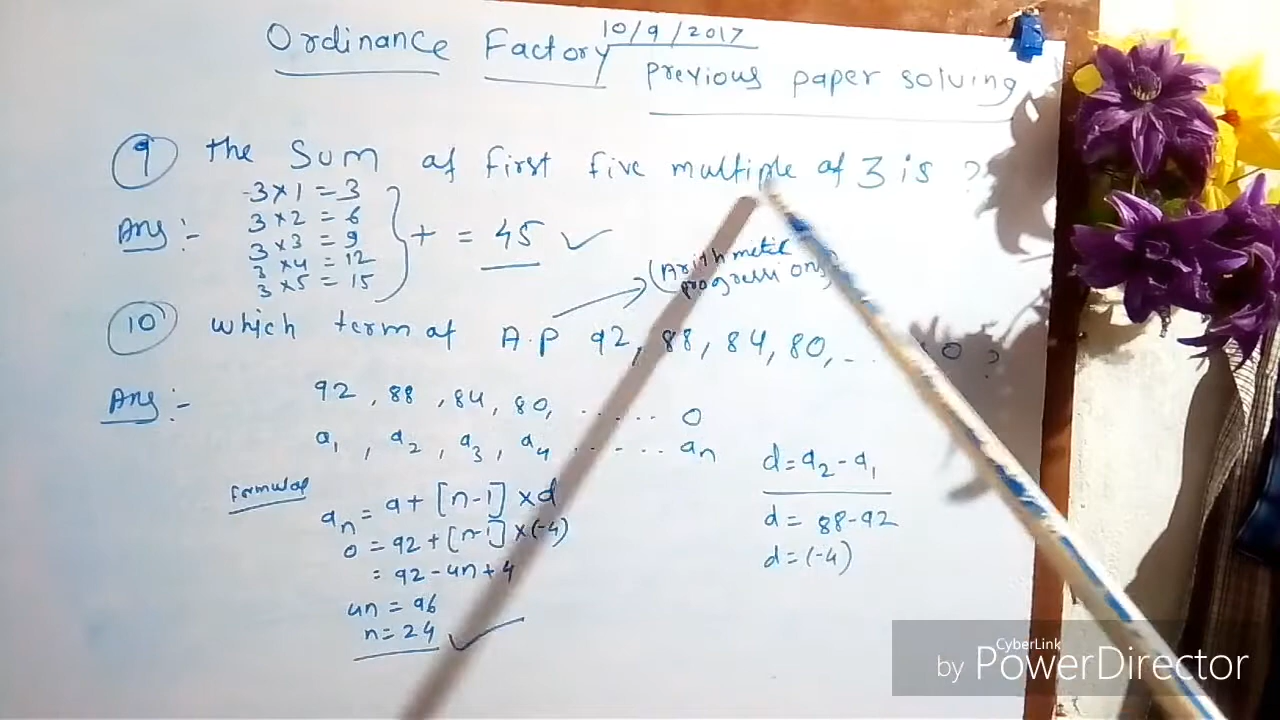 Ordinance Factory 10/9/2017
Previous paper solving
9 The Sum of first five multiple of 3 is ?
Ans :- 3×1=3
3×2=6
3×3=9
3×4=12
3×5=15
+ = 45 ✓
(Arithmetic progressions)
10 which term of A.P 92, 88, 84, 80, ... 0 ?
Ans :- 92, 88, 84, 80, ...... 0
a1, a2, a3, a4 ...... an
formulae
an = a+[n-1]×d
0 = 92+[n-1]×(-4)
= 92-4n+4
4n = 96
n=24 ✓
d=a2-a1
d= 88-92
d=(-4)
CyberLink
by PowerDirector